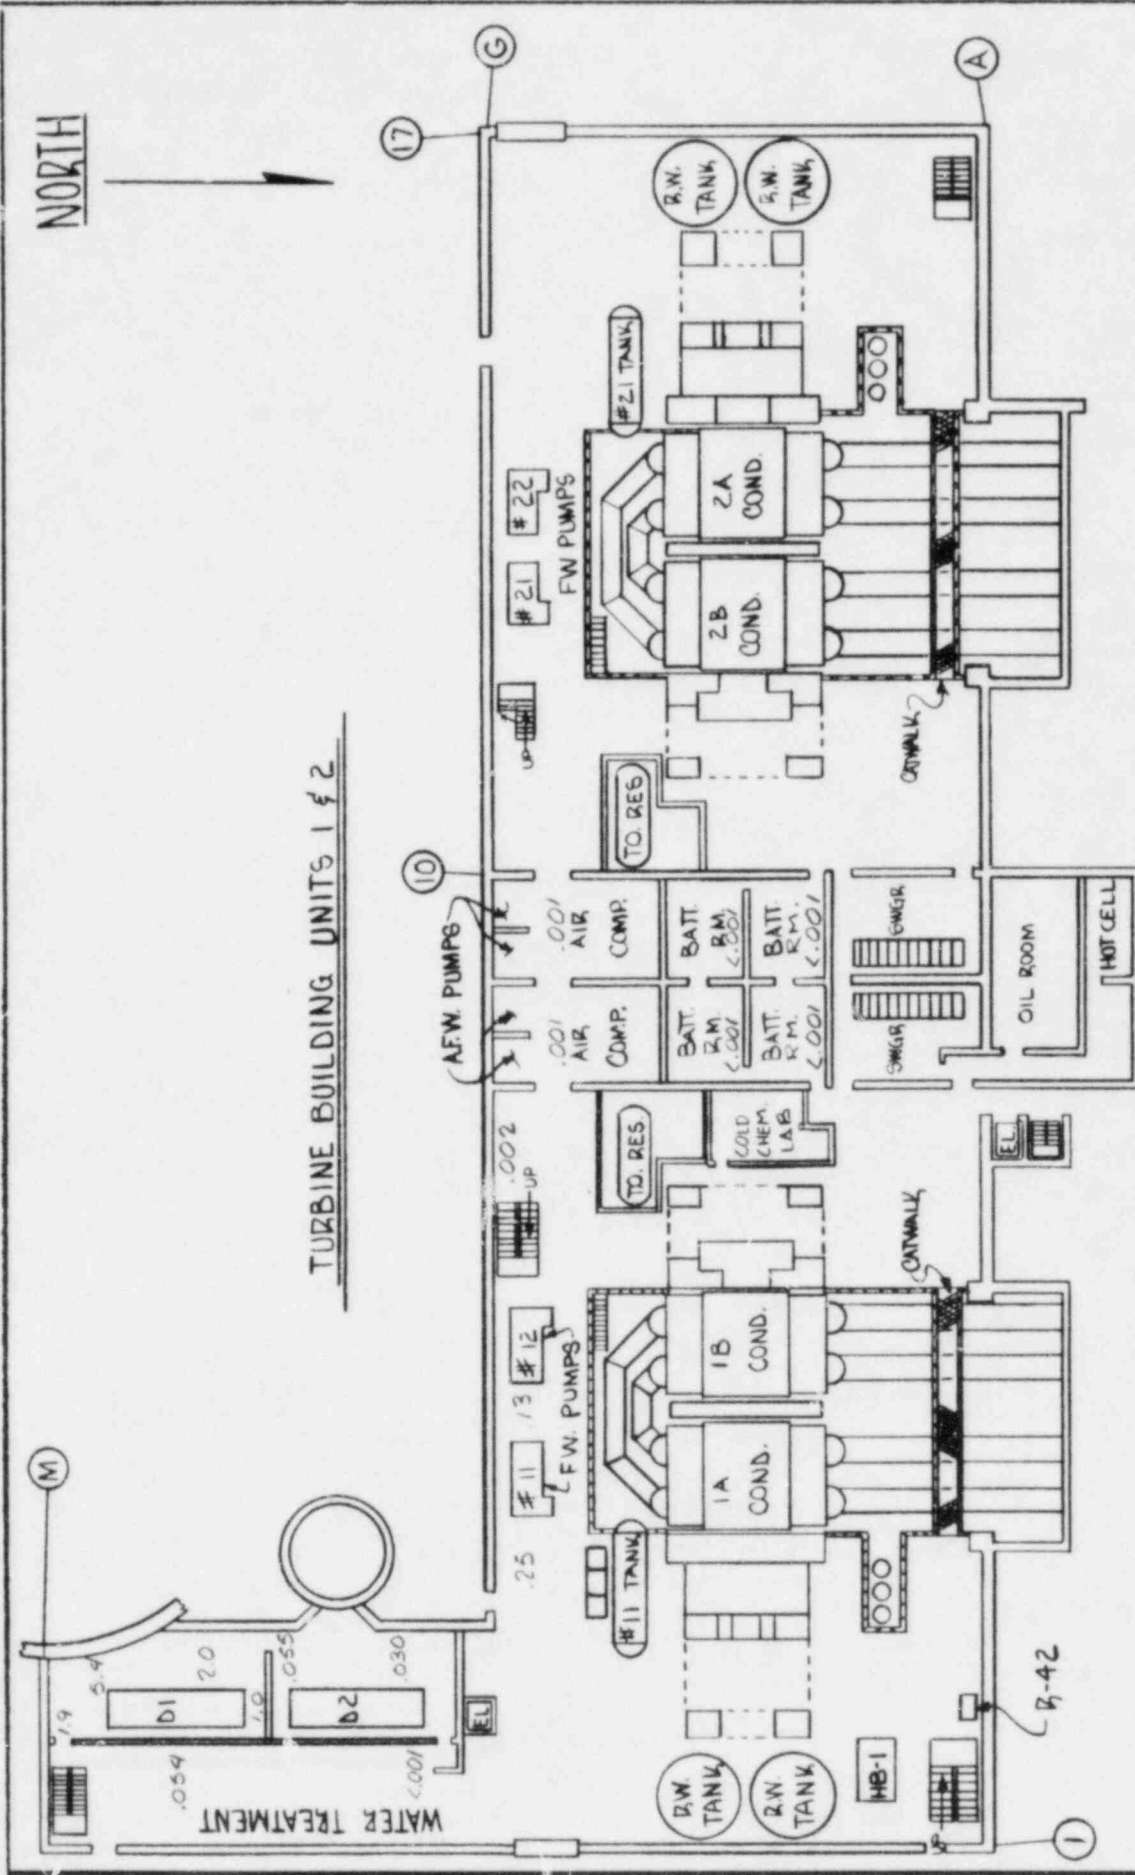 NORTH
TURBINE BUILDING UNITS 1 & 2
M
G
A
17
10
1
WATER TREATMENT
1.9
5.4
2.0
D1
1.0
.055
D2
.030
.054
<.001
EL
.25
# 11
.13
# 12
F.W. PUMPS
.002
UP
A.F.W. PUMPS
.001
AIR
COMP.
.001
AIR
COMP.
UP
# 21
# 22
FW PUMPS
#11 TANK
TO. RES.
TO. RES
#21 TANK
COLD
CHEM.
LAB
BATT.
RM.
<.001
BATT.
RM.
<.001
BATT.
RM.
<.001
BATT.
RM.
<.001
1A
COND.
1B
COND.
2B
COND.
2A
COND.
R.W.
TANK
R.W.
TANK
R.W.
TANK
R.W.
TANK
HB-1
UP
R-42
CATWALK
SWGR
SWGR
CATWALK
EL.
OIL ROOM
HOT CELL